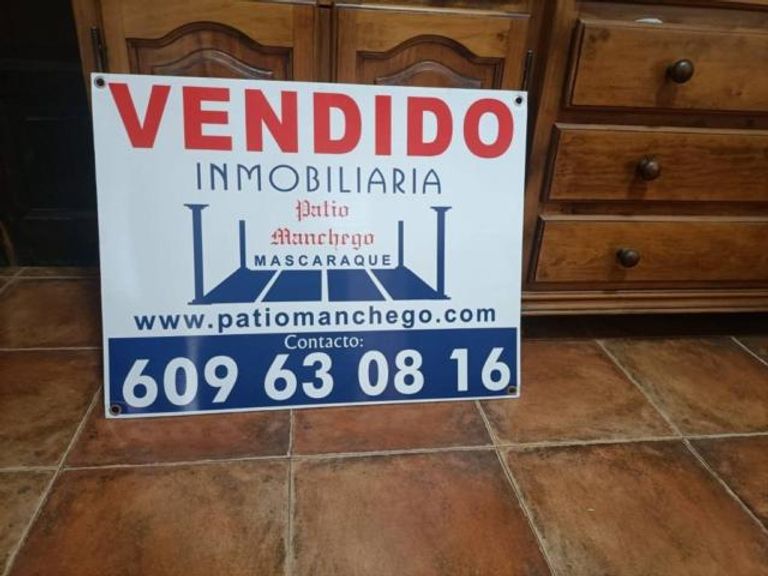 VENDIDO
INMOBILIARIA
Patio
Manchego
MASCARAQUE
www.patiomanchego.com
Contacto:
609 63 08 16